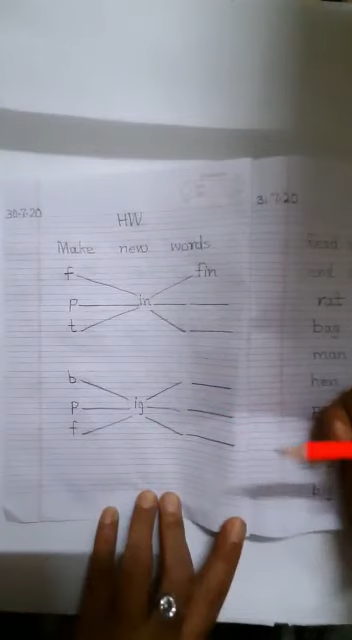 30.7.20
HW
Make new words
f
p
t
in
fin
b
p
f
ig
31.7.20
Read
and
rat
bag
man
hen